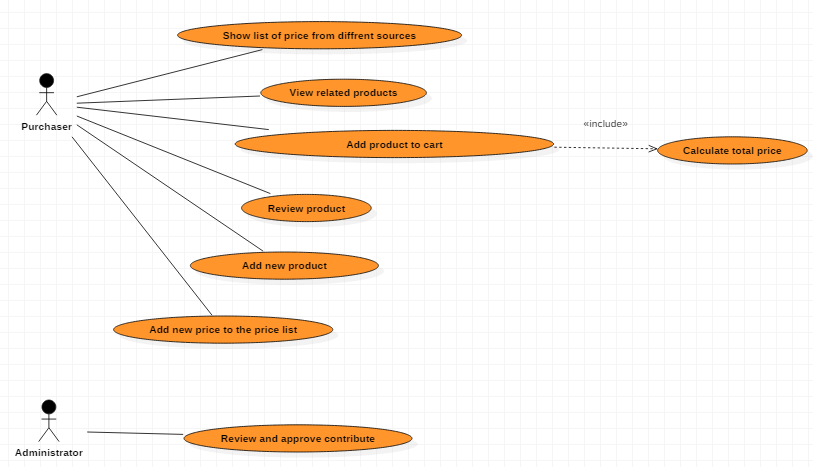 Show list of price from diffrent sources
View related products
Purchaser
«include»
Add product to cart
Calculate total price
Review product
Add new product
Add new price to the price list
Administrator
Review and approve contribute